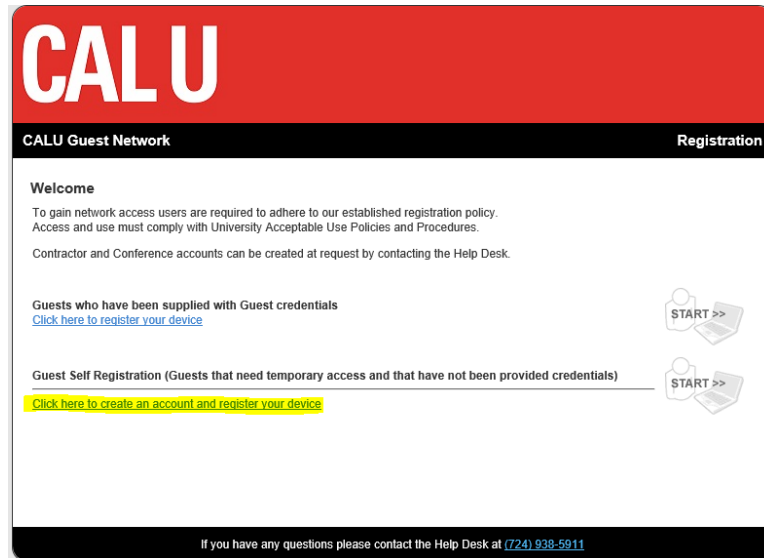 CALU
CALU Guest Network
Registration
Welcome
To gain network access users are required to adhere to our established registration policy.
Access and use must comply with University Acceptable Use Policies and Procedures.
Contractor and Conference accounts can be created at request by contacting the Help Desk.
Guests who have been supplied with Guest credentials
Click here to register your device
START >>
Guest Self Registration (Guests that need temporary access and that have not been provided credentials)
START >>
Click here to create an account and register your device
If you have any questions please contact the Help Desk at (724) 938-5911